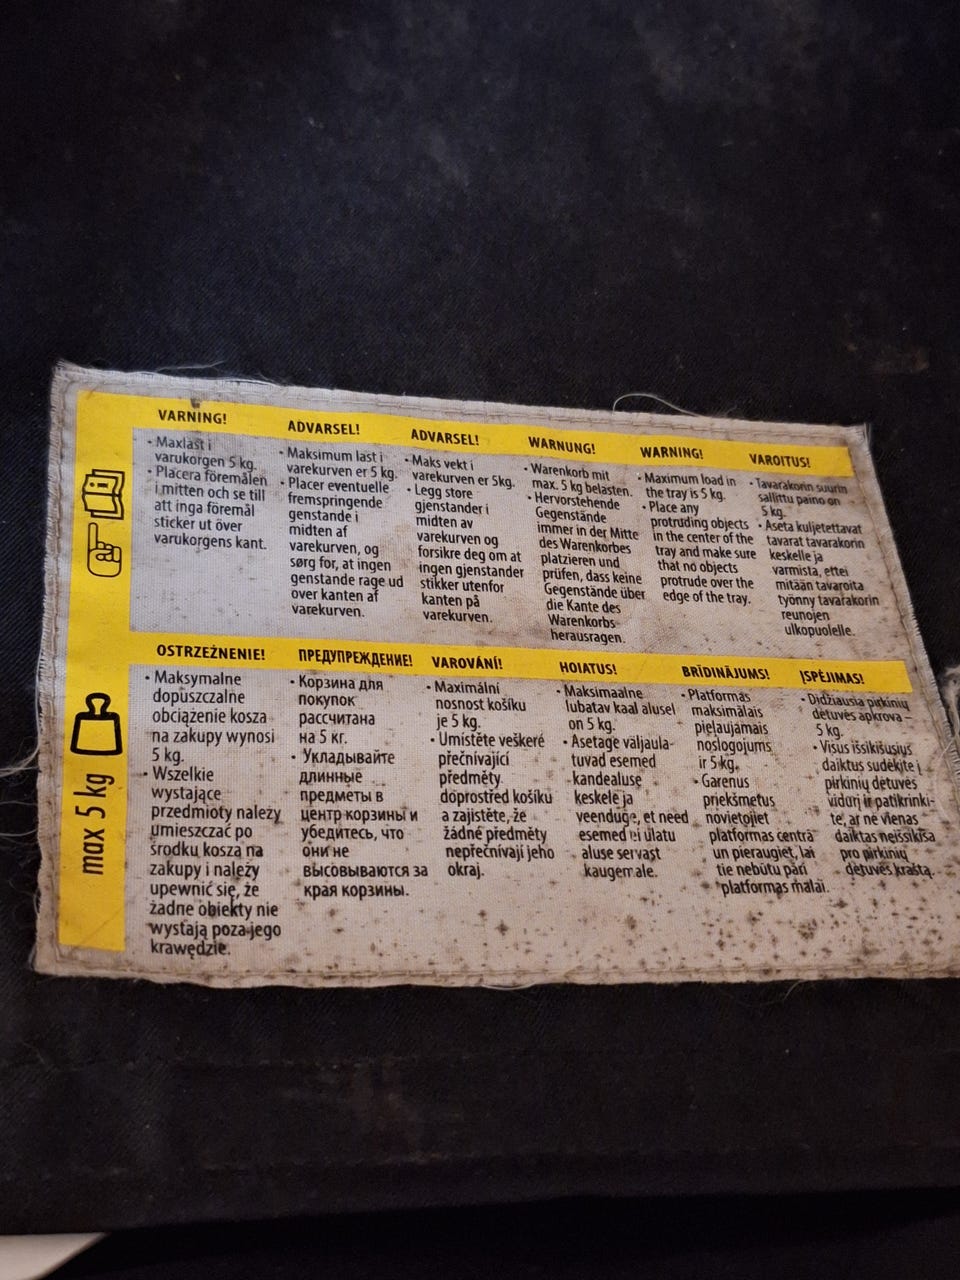 VARNING!
• Maxlast i
varukorgen 5 kg.
• Placera föremålen
i mitten och se till
att inga föremål
sticker ut över
varukorgens kant.
ADVARSEL!
• Maksimum last i
varekurven er 5 kg.
• Placer eventuelle
fremspringende
genstande i
midten af
varekurven, og
sørg for, at ingen
genstande rage ud
over kanten af
varekurven.
ADVARSEL!
• Maks vekt i
varekurven er 5kg.
• Legg store
gjenstander i
midten av
varekurven og
forsikre deg om at
ingen gjenstander
stikker utenfor
kanten på
varekurven.
WARNUNG!
• Warenkorb mit
max. 5 kg belasten.
• Hervorstehende
Gegenstände
immer in der Mitte
des Warenkorbes
platzieren und
prüfen, dass keine
Gegenstände über
die Kante des
Warenkorbs
herausragen.
WARNING!
• Maximum load in
the tray is 5 kg.
• Place any
protruding objects
in the center of the
tray and make sure
that no objects
protrude over the
edge of the tray.
VAROITUS!
• Tavarakorin suurin
sallittu paino on
5 kg.
• Aseta kuljetettavat
tavarat tavarakorin
keskelle ja
varmista, ettei
mitään tavaroita
työnny tavarakorin
reunojen
ulkopuolelle.
max 5 kg
OSTRZEŻNENIE!
• Maksymalne
dopuszczalne
obciążenie kosza
na zakupy wynosi
5 kg.
• Wszelkie
wystające
przedmioty należy
umieszczać po
środku kosza na
zakupy i należy
upewnić się, że
żadne obiekty nie
wystają poza jego
krawędzie.
ПРЕДУПРЕЖДЕНИЕ!
• Корзина для
покупок
рассчитана
на 5 кг.
• Укладывайте
длинные
предметы в
центр корзины и
убедитесь, что
они не
высовываются за
края корзины.
VAROVÁNÍ!
• Maximální
nosnost košíku
je 5 kg.
• Umístěte veškeré
přečnívající
předměty
doprostřed košíku
a zajistěte, že
žádné předměty
nepřečnívají jeho
okraj.
HOIATUS!
• Maksimaalne
lubatav kaal alusel
on 5 kg.
• Asetage väljaula-
tuvad esemed
kandealuse
keskele ja
veenduge, et need
esemed ei ulatu
aluse servast
kaugemale.
BRĪDINĀJUMS!
• Platformas
maksimālais
pieļaujamais
noslogojums
ir 5 kg.
• Garenus
priekšmetus
novietojiet
platformas centrā
un pieraugiet, lai
tie nebūtu pāri
platformas malai.
ĮSPĖJIMAS!
• Didžiausia pirkinių
dėtuvės apkrova –
5 kg.
• Visus išsikišusius
daiktus sudėkite į
pirkinių dėtuvės
vidurį ir patikrinki-
te, ar nė vienas
daiktas neišsikiša
pro pirkinių
dėtuvės kraštą.